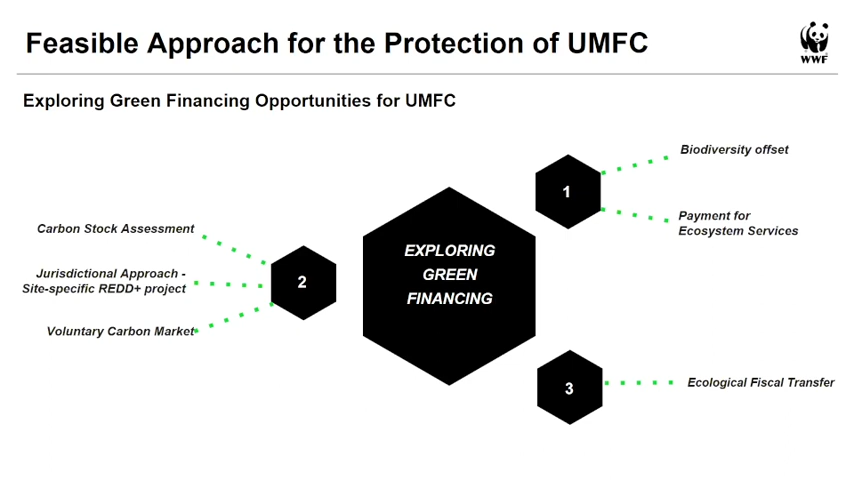 Feasible Approach for the Protection of UMFC
WWF
Exploring Green Financing Opportunities for UMFC
1
Biodiversity offset
Payment for
Ecosystem Services
EXPLORING
GREEN
FINANCING
2
Carbon Stock Assessment
Jurisdictional Approach -
Site-specific REDD+ project
Voluntary Carbon Market
3
Ecological Fiscal Transfer